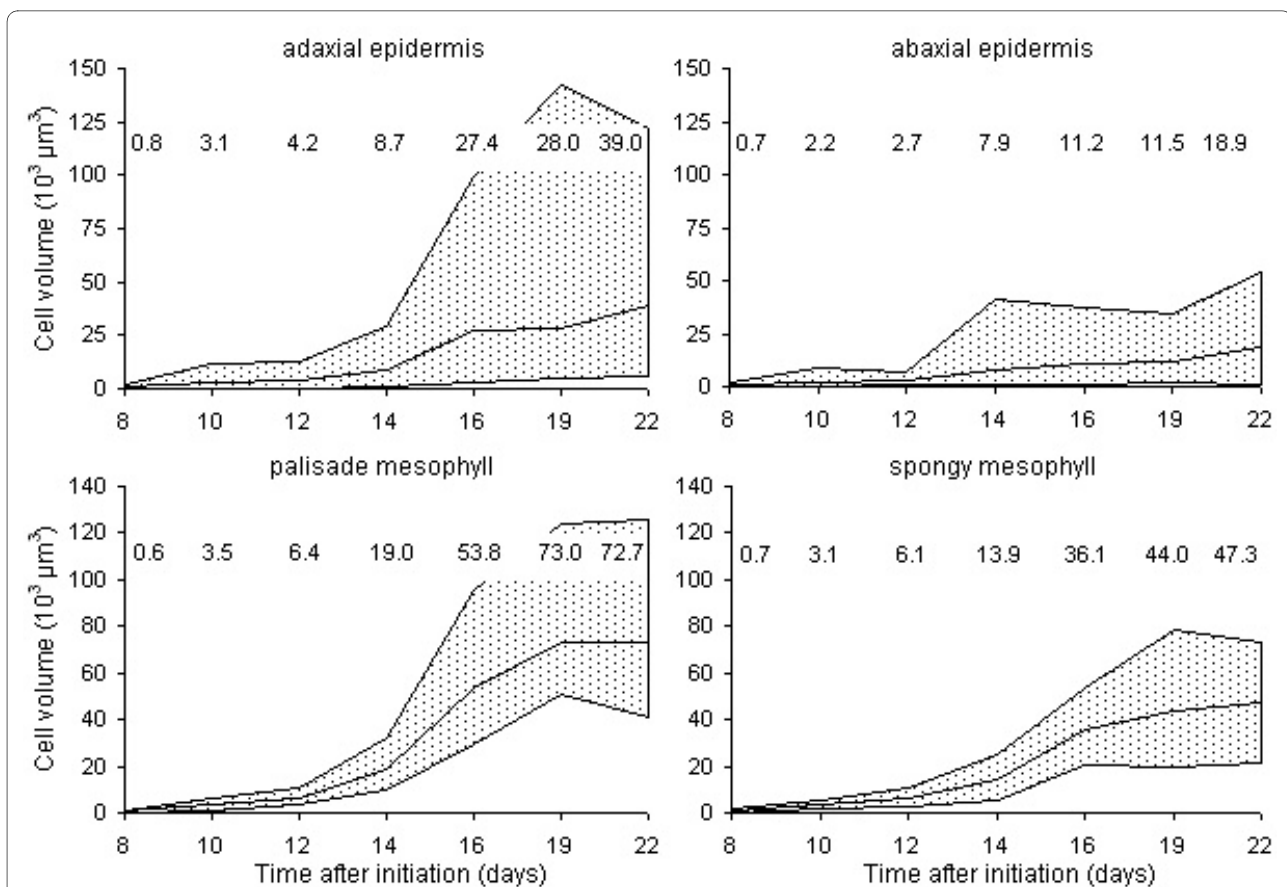 adaxial epidermis
Cell volume (10³ µm³)
150
125
100
75
50
25
0
0.8 3.1 4.2 8.7 27.4 28.0 39.0
8 10 12 14 16 19 22
abaxial epidermis
150
125
100
75
50
25
0
0.7 2.2 2.7 7.9 11.2 11.5 18.9
8 10 12 14 16 19 22
palisade mesophyll
Cell volume (10³ µm³)
140
120
100
80
60
40
20
0
0.6 3.5 6.4 19.0 53.8 73.0 72.7
8 10 12 14 16 19 22
Time after initiation (days)
spongy mesophyll
140
120
100
80
60
40
20
0
0.7 3.1 6.1 13.9 36.1 44.0 47.3
8 10 12 14 16 19 22
Time after initiation (days)